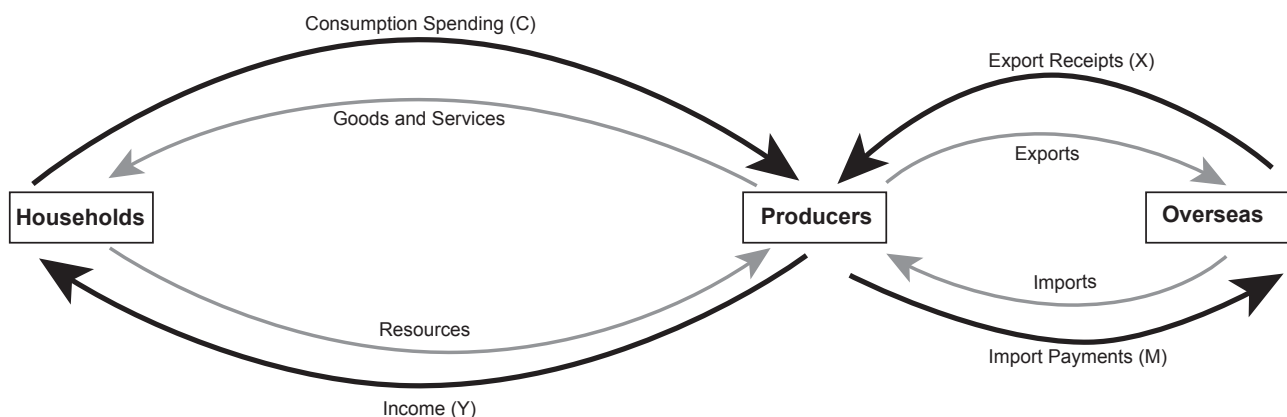 Consumption Spending (C)
Export Receipts (X)
Goods and Services
Exports
Households
Producers
Overseas
Imports
Resources
Import Payments (M)
Income (Y)